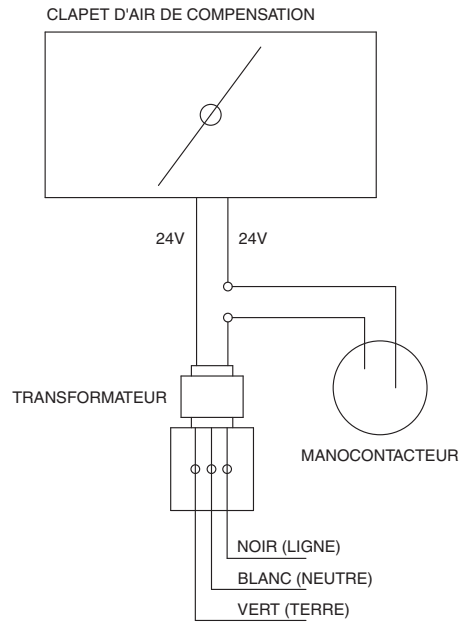 CLAPET D'AIR DE COMPENSATION
24V
24V
TRANSFORMATEUR
MANOCONTACTEUR
NOIR (LIGNE)
BLANC (NEUTRE)
VERT (TERRE)